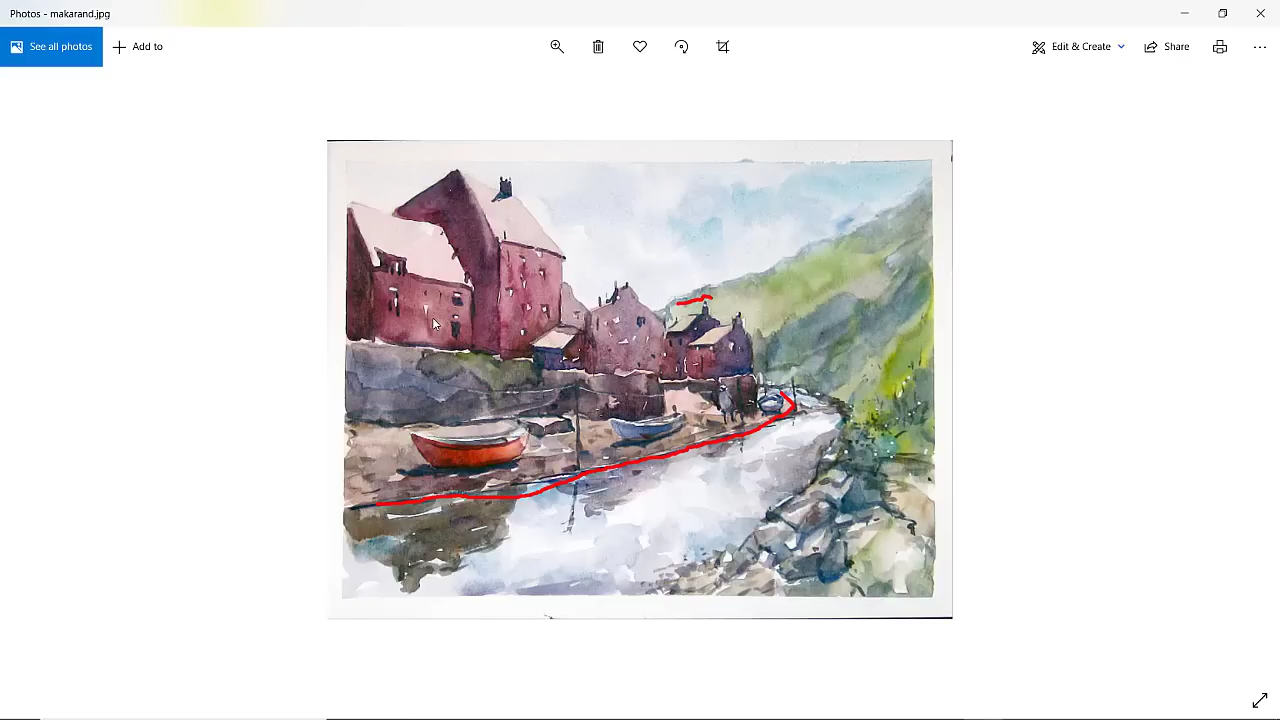 Photos - makarand.jpg
See all photos
Add to
Edit & Create
Share